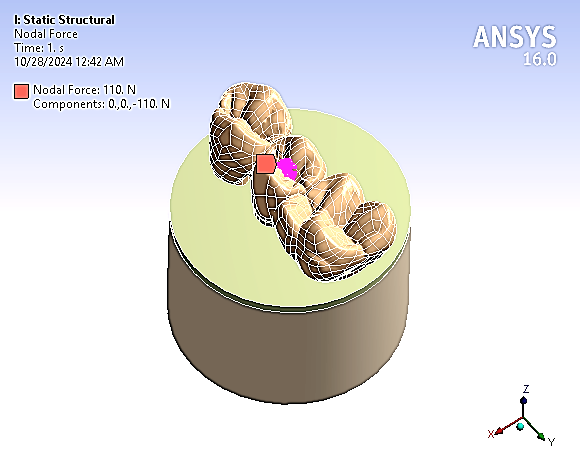 I: Static Structural
Nodal Force
Time: 1. s
10/28/2024 12:42 AM
Nodal Force: 110. N
Components: 0.,0.,-110. N
ANSYS
16.0
Z
X
Y